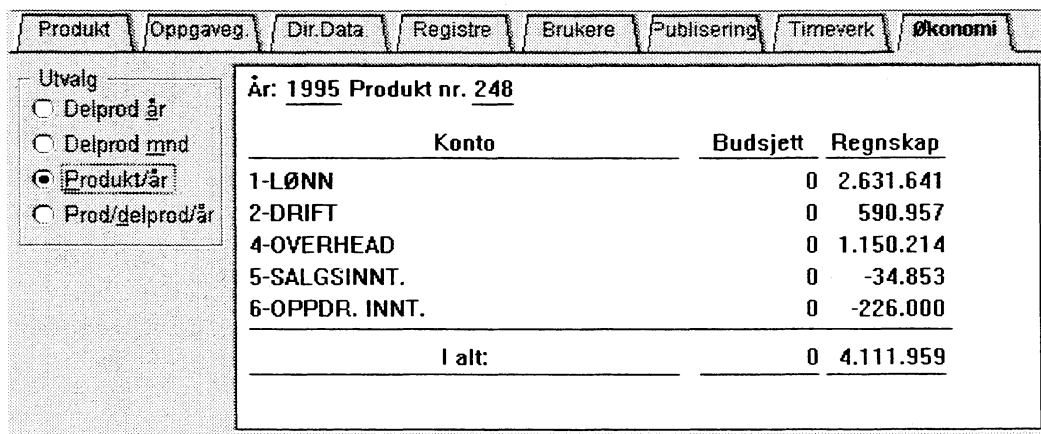 Produkt Oppgaveg. Dir.Data. Registre Brukere Publisering Timeverk Økonomi
Utvalg
Delprod år
Delprod mnd
Produkt/år
Prod/delprod/år
År: 1995 Produkt nr. 248
Konto Budsjett Regnskap
1-LØNN 0 2.631.641
2-DRIFT 0 590.957
4-OVERHEAD 0 1.150.214
5-SALGSINNT. 0 -34.853
6-OPPDR. INNT. 0 -226.000
I alt: 0 4.111.959